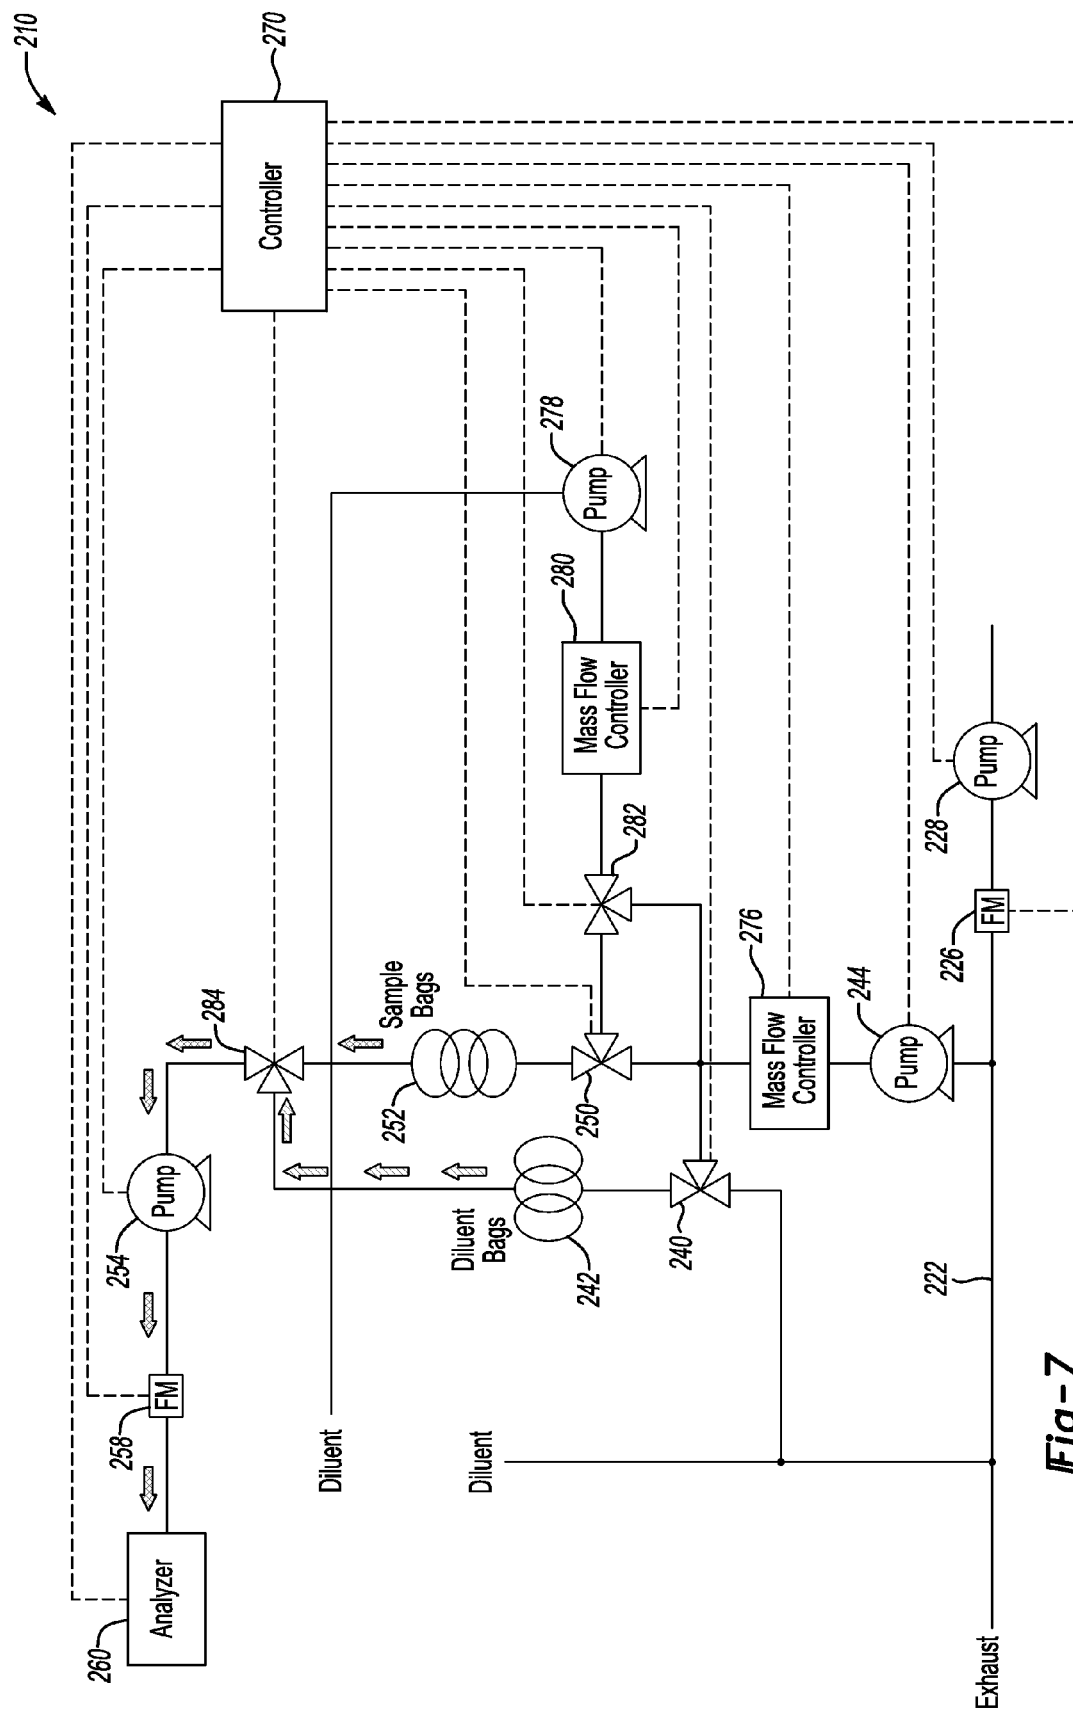 210
270
Controller
278
Pump
280
Mass Flow
Controller
282
284
Sample
Bags
252
250
276
Mass Flow
Controller
244
Pump
228
Pump
226
FM
254
Pump
Diluent
Bags
242
240
222
258
FM
260
Analyzer
Diluent
Diluent
Exhaust
Fig-7